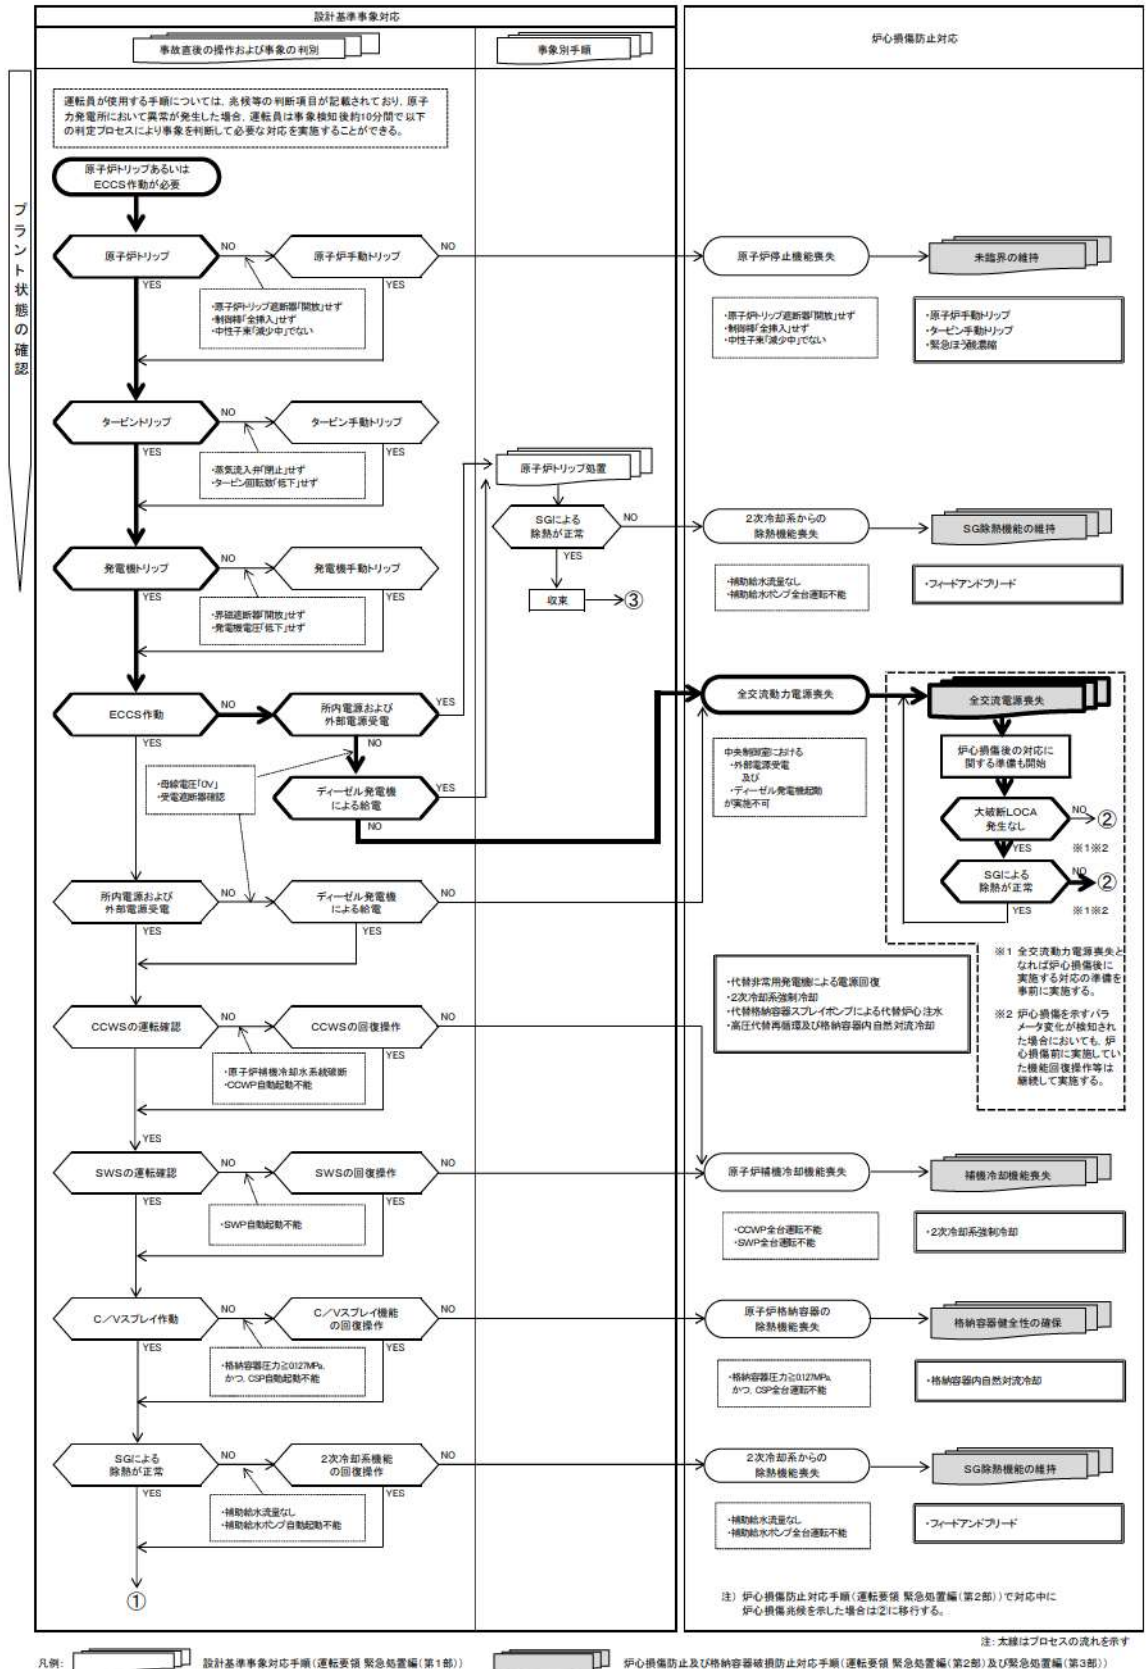 設計基準事象対応
事故直後の操作および事象の判別
事象別手順
炉心損傷防止対応
プラント状態の確認
運転員が使用する手順については、兆候等の判断項目が記載されており、原子
力発電所において異常が発生した場合、運転員は事象検知後約10分間で以下
の判定プロセスにより事象を判断して必要な対応を実施することができる。
原子炉トリップあるいは
ECCS作動が必要
原子炉トリップ
NO
YES
原子炉手動トリップ
NO
YES
・原子炉トリップ遮断器「開放」せず
・制御棒「全挿入」せず
・中性子束「減少中」でない
原子炉停止機能喪失
未臨界の維持
・原子炉トリップ遮断器「開放」せず
・制御棒「全挿入」せず
・中性子束「減少中」でない
・原子炉手動トリップ
・タービン手動トリップ
・緊急ほう酸濃縮
タービントリップ
NO
YES
タービン手動トリップ
YES
・蒸気流入弁「閉止」せず
・タービン回転数「低下」せず
原子炉トリップ処置
SGによる
除熱が正常
NO
YES
収束
③
2次冷却系からの
除熱機能喪失
SG除熱機能の維持
・補助給水流量なし
・補助給水ポンプ全台運転不能
・フィードアンドブリード
発電機トリップ
NO
YES
発電機手動トリップ
YES
・界磁遮断器「開放」せず
・発電機電圧「低下」せず
ECCS作動
NO
YES
所内電源および
外部電源受電
YES
NO
ディーゼル発電機
による給電
YES
NO
・母線電圧「0V」
・受電遮断器確認
全交流動力電源喪失
全交流電源喪失
中央制御室における
・外部電源受電
及び
・ディーゼル発電機起動
が実施不可
炉心損傷後の対応に
関する準備も開始
大破断LOCA
発生なし
NO
②
YES
※1※2
SGによる
除熱が正常
NO
②
YES
※1※2
※1 全交流動力電源喪失と
なれば炉心損傷後に
実施する対応の準備を
事前に実施する。
※2 炉心損傷を示すパラ
メータ変化が検知され
た場合においても、炉
心損傷前に実施してい
た機能回復操作等は
継続して実施する。
所内電源および
外部電源受電
NO
YES
ディーゼル発電機
による給電
NO
YES
・代替非常用発電機による電源回復
・2次冷却系強制冷却
・代替格納容器スプレイポンプによる代替炉心注水
・高圧代替再循環及び格納容器内自然対流冷却
CCWSの運転確認
NO
YES
CCWSの回復操作
NO
YES
・原子炉補機冷却水系統破断
・CCWP自動起動不能
SWSの運転確認
NO
YES
SWSの回復操作
NO
YES
・SWP自動起動不能
原子炉補機冷却機能喪失
補機冷却機能喪失
・CCWP全台運転不能
・SWP全台運転不能
・2次冷却系強制冷却
C/Vスプレイ作動
NO
YES
C/Vスプレイ機能
の回復操作
NO
YES
・格納容器圧力≧0.127MPa、
かつ、CSP自動起動不能
原子炉格納容器の
除熱機能喪失
格納容器健全性の確保
・格納容器圧力≧0.127MPa、
かつ、CSP全台運転不能
・格納容器内自然対流冷却
SGによる
除熱が正常
NO
YES
2次冷却系機能
の回復操作
NO
YES
・補助給水流量なし
・補助給水ポンプ自動起動不能
①
2次冷却系からの
除熱機能喪失
SG除熱機能の維持
・補助給水流量なし
・補助給水ポンプ全台運転不能
・フィードアンドブリード
注) 炉心損傷防止対応手順(運転要領 緊急処置編(第2部))で対応中に
炉心損傷兆候を示した場合は②に移行する。
注：太線はプロセスの流れを示す
凡例：
設計基準事象対応手順(運転要領 緊急処置編(第1部))
炉心損傷防止及び格納容器破損防止対応手順(運転要領 緊急処置編(第2部)及び緊急処置編(第3部))